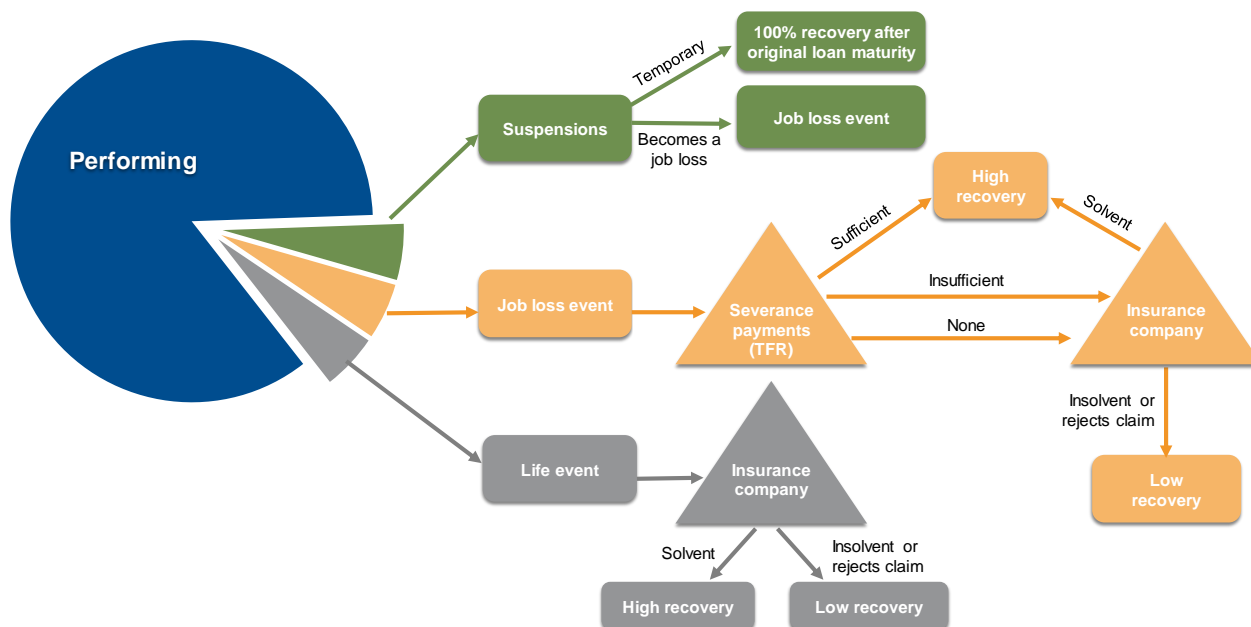 Performing
Suspensions
Temporary
100% recovery after
original loan maturity
Becomes a
job loss
Job loss event
Job loss event
Severance
payments
(TFR)
Sufficient
High
recovery
Solvent
Insufficient
None
Insurance
company
Insolvent or
rejects claim
Low
recovery
Life event
Insurance
company
Solvent
Insolvent or
rejects claim
High recovery
Low recovery